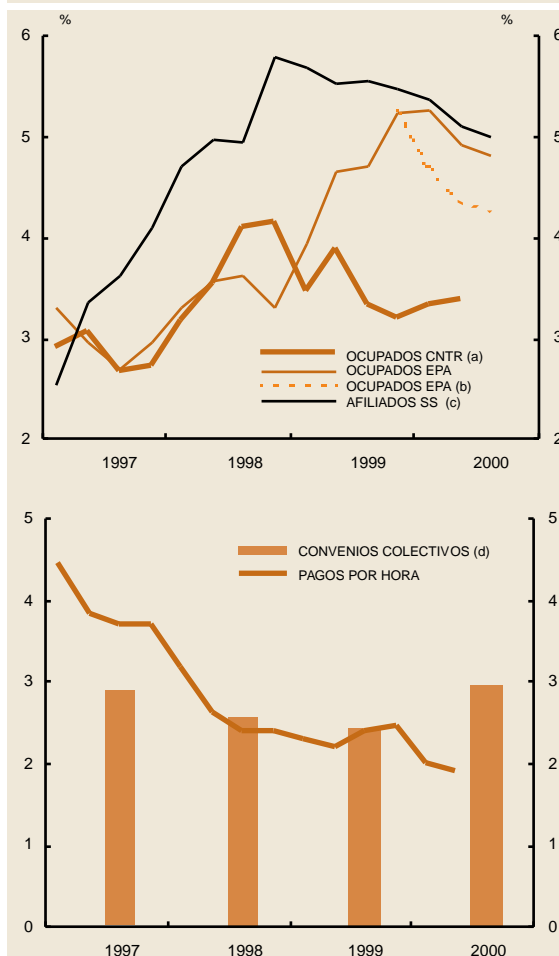 % %
6 6
5 5
4 4
3 3
2 2
OCUPADOS CNTR (a)
OCUPADOS EPA
OCUPADOS EPA (b)
AFILIADOS SS (c)
1997 1998 1999 2000
5 5
4 4
3 3
2 2
1 1
0 0
CONVENIOS COLECTIVOS (d)
PAGOS POR HORA
1997 1998 1999 2000